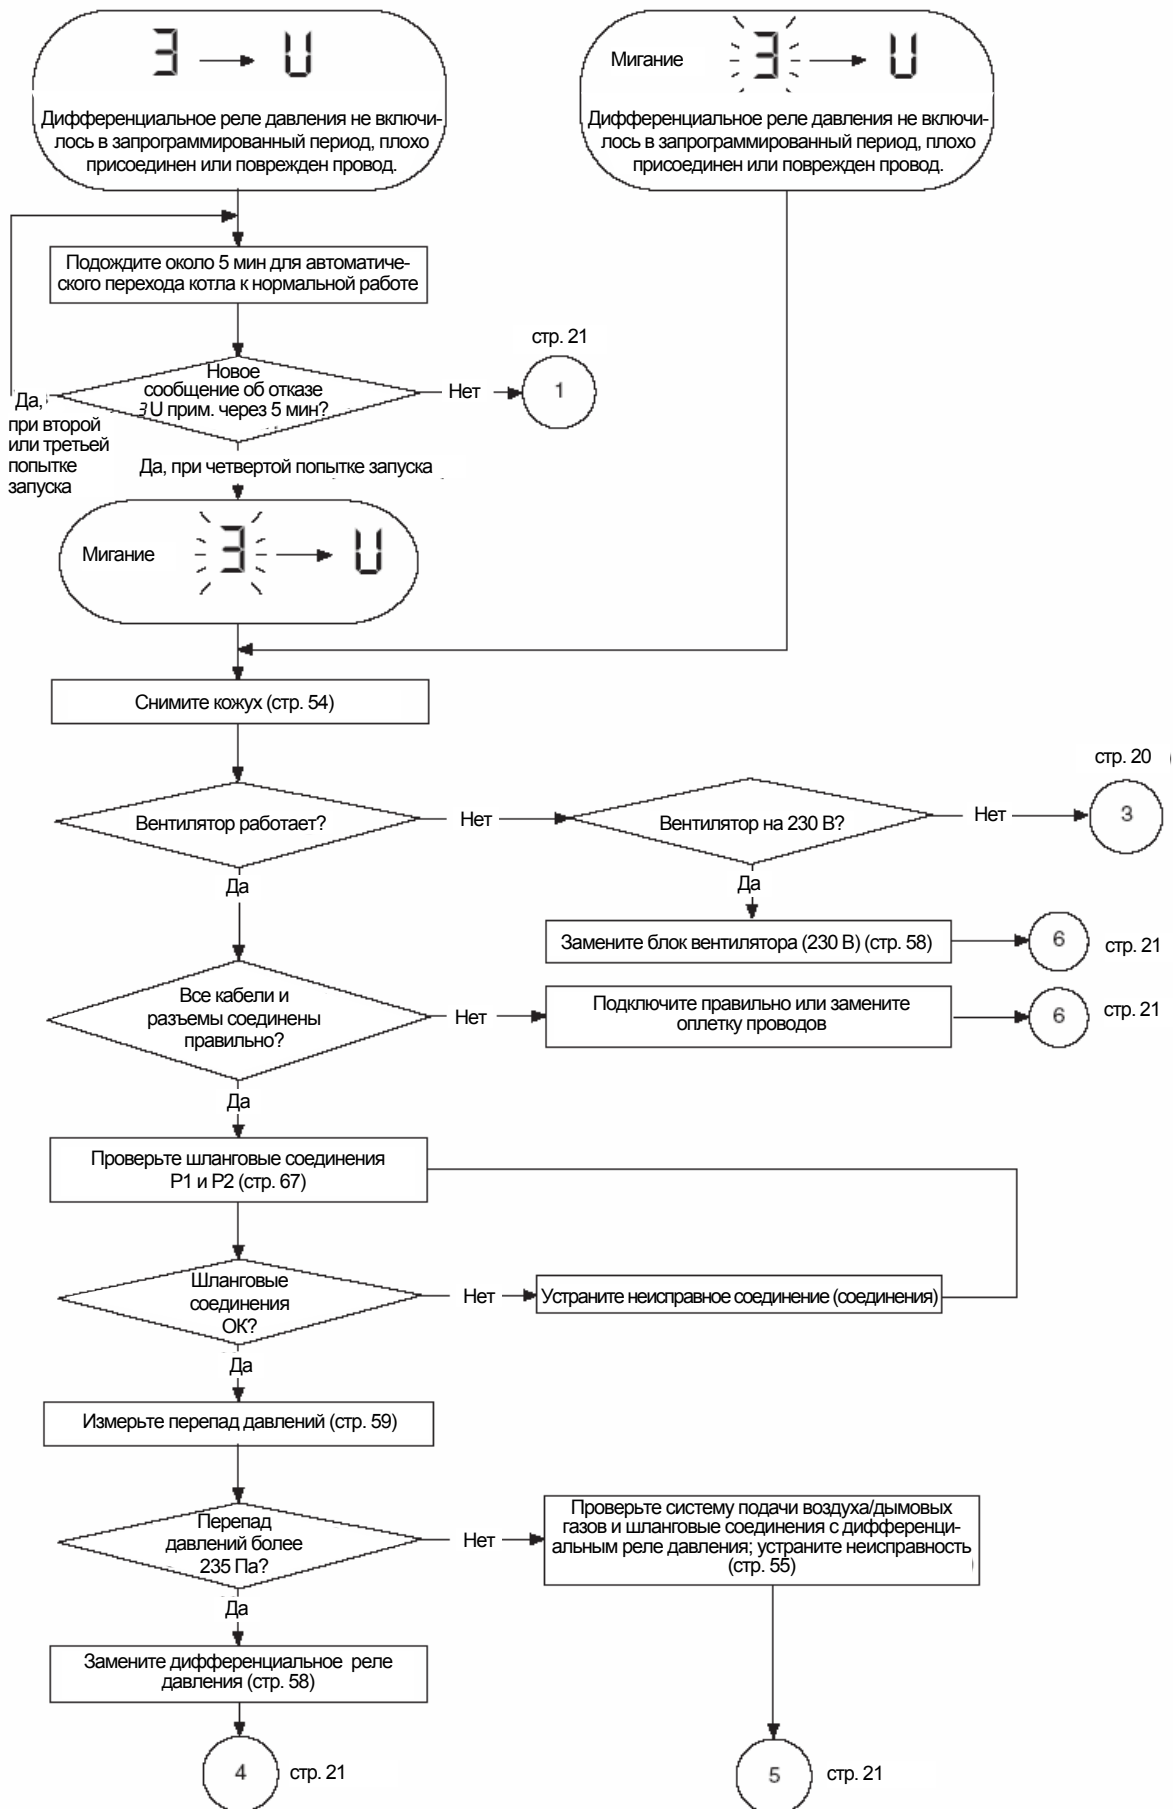 3 → U
Дифференциальное реле давления не включи-
лось в запрограммированный период, плохо
присоединен или поврежден провод.
Мигание 3 → U
Дифференциальное реле давления не включи-
лось в запрограммированный период, плохо
присоединен или поврежден провод.
Подождите около 5 мин для автоматиче-
ского перехода котла к нормальной работе
стр. 21
Новое
сообщение об отказе
3U прим. через 5 мин?
Нет
1
Да,
при второй
или третьей
попытке
запуска
Да, при четвертой попытке запуска
Мигание 3 → U
Снимите кожух (стр. 54)
стр. 20
Вентилятор работает?
Нет
Вентилятор на 230 В?
Нет
3
Да
Да
Замените блок вентилятора (230 В) (стр. 58)
6
стр. 21
Все кабели и
разъемы соединены
правильно?
Нет
Подключите правильно или замените
оплетку проводов
6
стр. 21
Да
Проверьте шланговые соединения
P1 и P2 (стр. 67)
Шланговые
соединения
ОК?
Нет
Устраните неисправное соединение (соединения)
Да
Измерьте перепад давлений (стр. 59)
Перепад
давлений более
235 Па?
Нет
Проверьте систему подачи воздуха/дымовых
газов и шланговые соединения с дифференци-
альным реле давления; устраните неисправность
(стр. 55)
Да
Замените дифференциальное реле
давления (стр. 58)
4
стр. 21
5
стр. 21